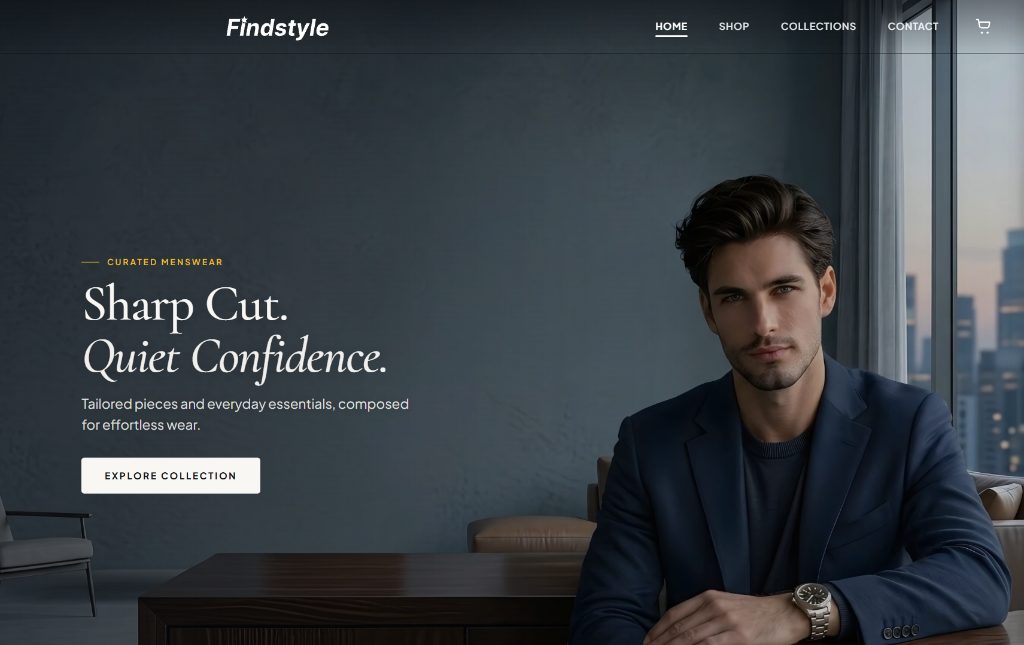 Findstyle
HOME
SHOP
COLLECTIONS
CONTACT
CURATED MENSWEAR
Sharp Cut.
Quiet Confidence.
Tailored pieces and everyday essentials, composed
for effortless wear.
EXPLORE COLLECTION